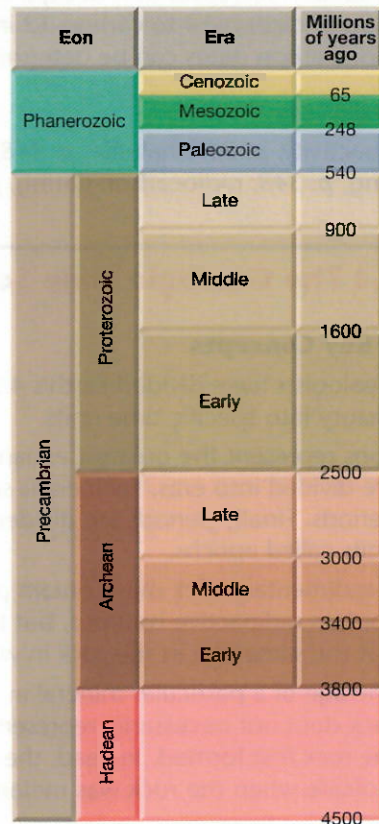 Eon Era Millions of years ago
Cenozoic
65
Phanerozoic Mesozoic
248
Paleozoic
540
Late
900
Middle
Proterozoic
1600
Early
2500
Precambrian
Late
3000
Archean
Middle
3400
Early
3800
Hadean
4500